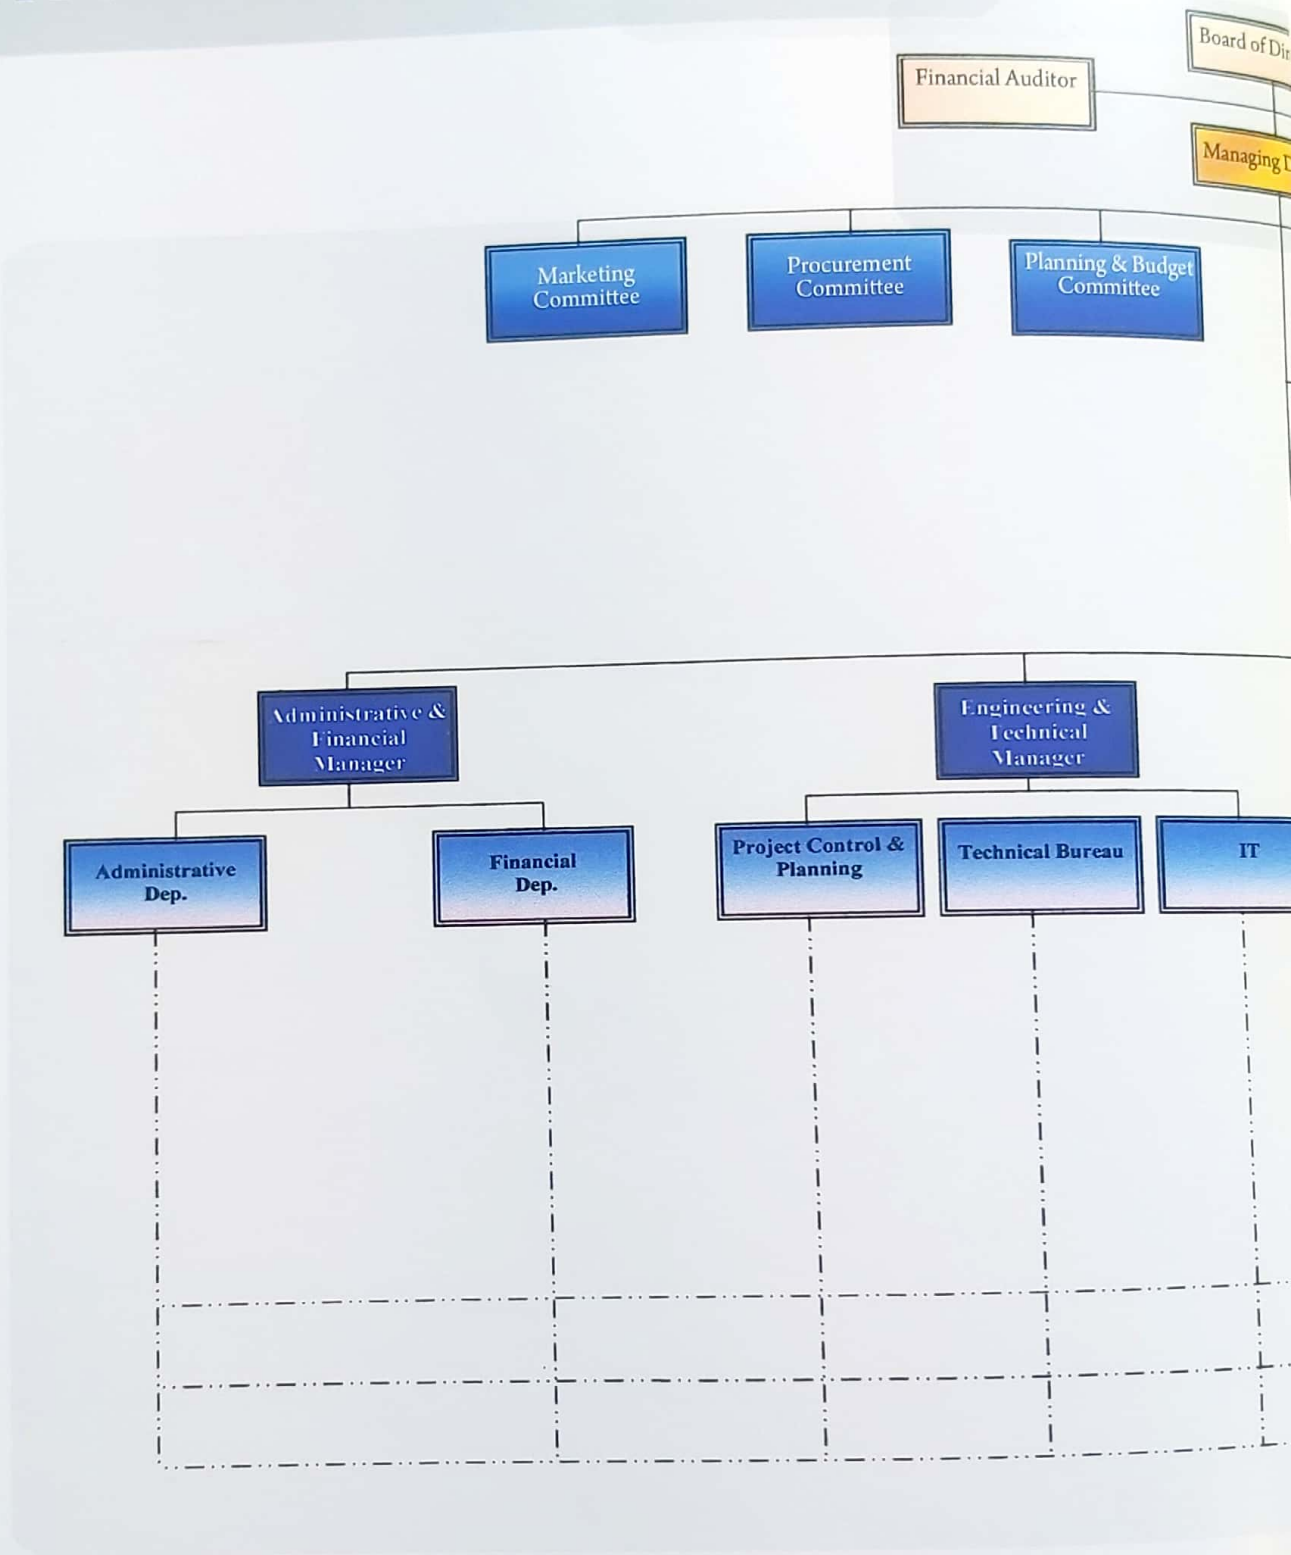 Board of
Financial Auditor
Managing
Marketing
Committee
Procurement
Committee
Planning & Budget
Committee
Administrative &
Financial
Manager
Engineering &
Technical
Manager
Administrative
Dep.
Financial
Dep.
Project Control &
Planning
Technical Bureau
IT